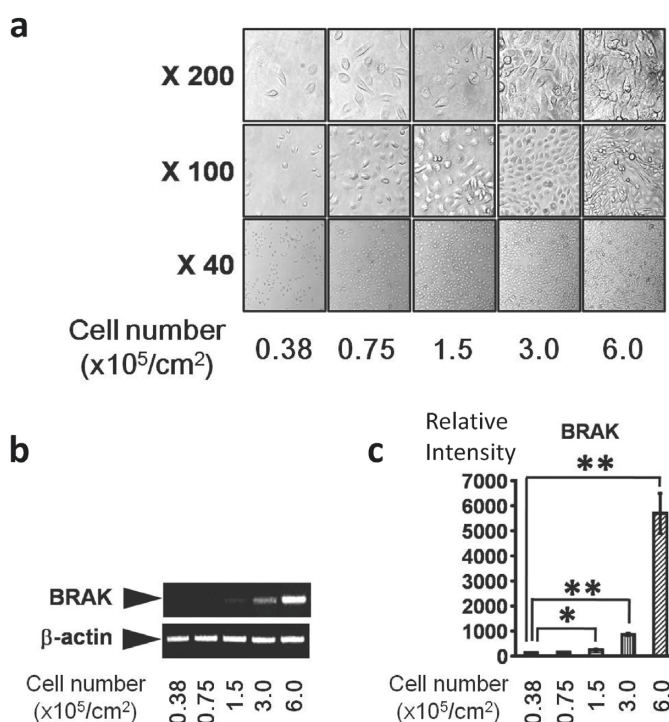 a
X 200
X 100
X 40
Cell number
(x10⁵/cm²)
0.38 0.75 1.5 3.0 6.0
b
BRAK
β-actin
Cell number
(x10⁵/cm²)
0.38 0.75 1.5 3.0 6.0
c
Relative
Intensity
BRAK
**
7000
6000
5000
4000
3000
2000
1000
0
**
*
Cell number
(x10⁵/cm²)
0.38 0.75 1.5 3.0 6.0